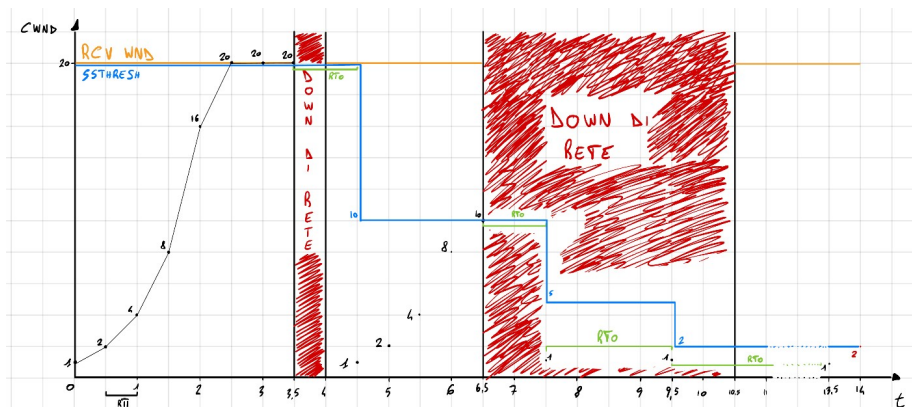 CWND
RCV WND
20
SSTHRESH
20 20 20
16
8
4
2
1
RTO
DOWN DI RETE
10
8
4
2
1
10
RTO
DOWN DI
RETE
5
RTO
1
1
2
RTO
1
2
0 1 2 3 3,5 4 5 6 6,5 7 8 9 9,5 10 10,5 11 12 13,5 14
RTT
t